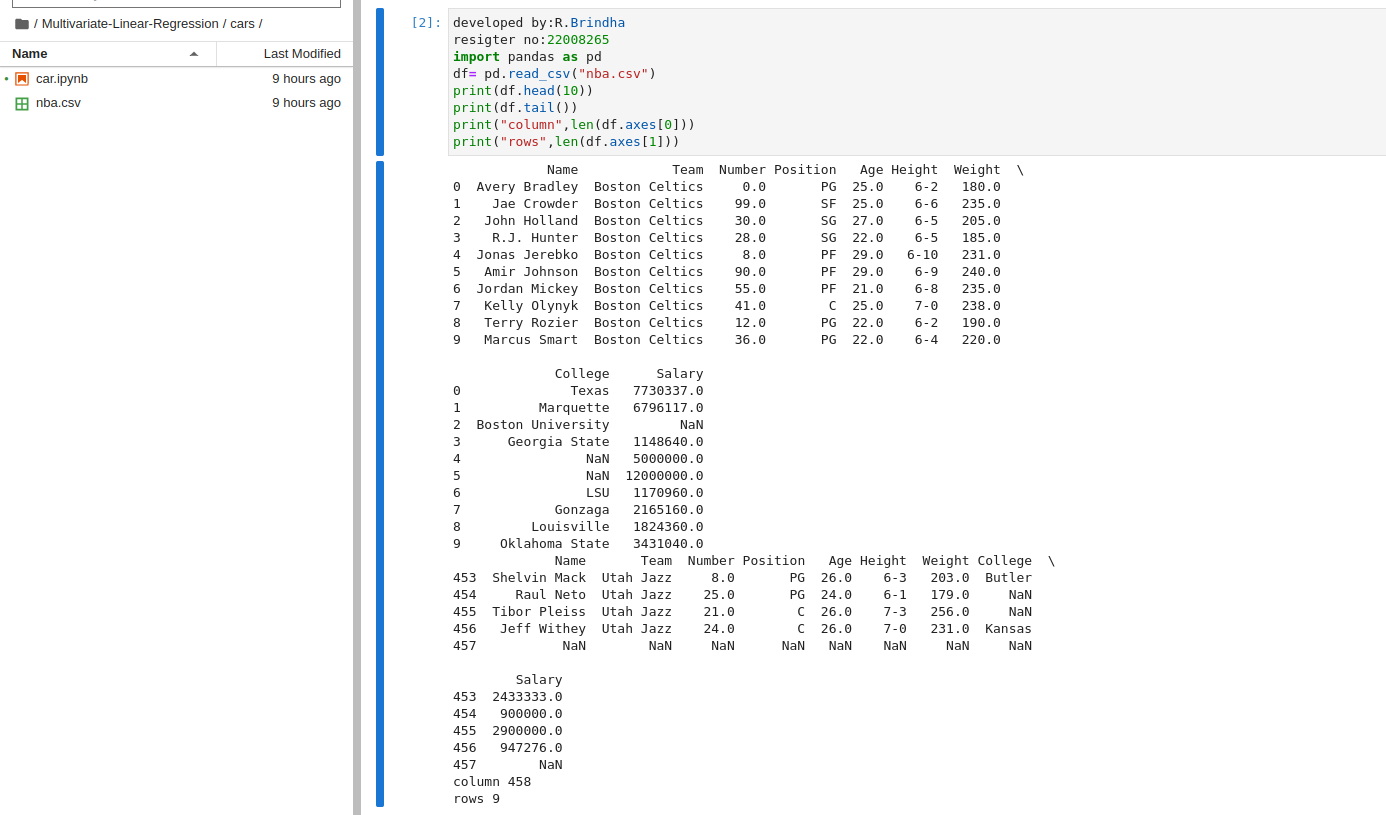 / Multivariate-Linear-Regression / cars /
Name Last Modified
car.ipynb 9 hours ago
nba.csv 9 hours ago
[2]: developed by:R.Brindha
resigter no:22008265
import pandas as pd
df= pd.read_csv("nba.csv")
print(df.head(10))
print(df.tail())
print("column",len(df.axes[0]))
print("rows",len(df.axes[1]))
Name Team Number Position Age Height Weight \
0 Avery Bradley Boston Celtics 0.0 PG 25.0 6-2 180.0
1 Jae Crowder Boston Celtics 99.0 SF 25.0 6-6 235.0
2 John Holland Boston Celtics 30.0 SG 27.0 6-5 205.0
3 R.J. Hunter Boston Celtics 28.0 SG 22.0 6-5 185.0
4 Jonas Jerebko Boston Celtics 8.0 PF 29.0 6-10 231.0
5 Amir Johnson Boston Celtics 90.0 PF 29.0 6-9 240.0
6 Jordan Mickey Boston Celtics 55.0 PF 21.0 6-8 235.0
7 Kelly Olynyk Boston Celtics 41.0 C 25.0 7-0 238.0
8 Terry Rozier Boston Celtics 12.0 PG 22.0 6-2 190.0
9 Marcus Smart Boston Celtics 36.0 PG 22.0 6-4 220.0
College Salary
0 Texas 7730337.0
1 Marquette 6796117.0
2 Boston University NaN
3 Georgia State 1148640.0
4 NaN 5000000.0
5 NaN 12000000.0
6 LSU 1170960.0
7 Gonzaga 2165160.0
8 Louisville 1824360.0
9 Oklahoma State 3431040.0
Name Team Number Position Age Height Weight College \
453 Shelvin Mack Utah Jazz 8.0 PG 26.0 6-3 203.0 Butler
454 Raul Neto Utah Jazz 25.0 PG 24.0 6-1 179.0 NaN
455 Tibor Pleiss Utah Jazz 21.0 C 26.0 7-3 256.0 NaN
456 Jeff Withey Utah Jazz 24.0 C 26.0 7-0 231.0 Kansas
457 NaN NaN NaN NaN NaN NaN NaN NaN
Salary
453 2433333.0
454 900000.0
455 2900000.0
456 947276.0
457 NaN
column 458
rows 9